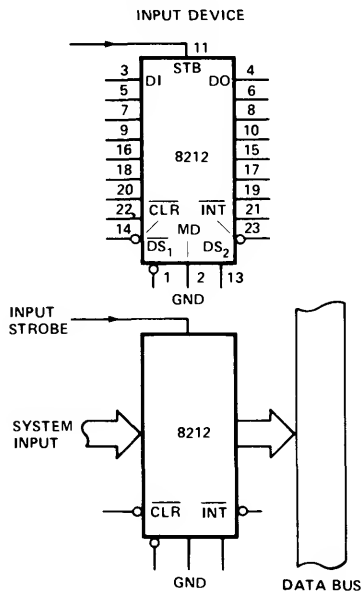 INPUT DEVICE
11
STB
3 DI DO 4
5 6
7 8
9 10
16 15
18 17
8212
20 19
22 CLR INT 21
14 MD 23
DS1 DS2
1 2 13
GND
INPUT
STROBE
8212
SYSTEM
INPUT
CLR INT
GND
DATA BUS